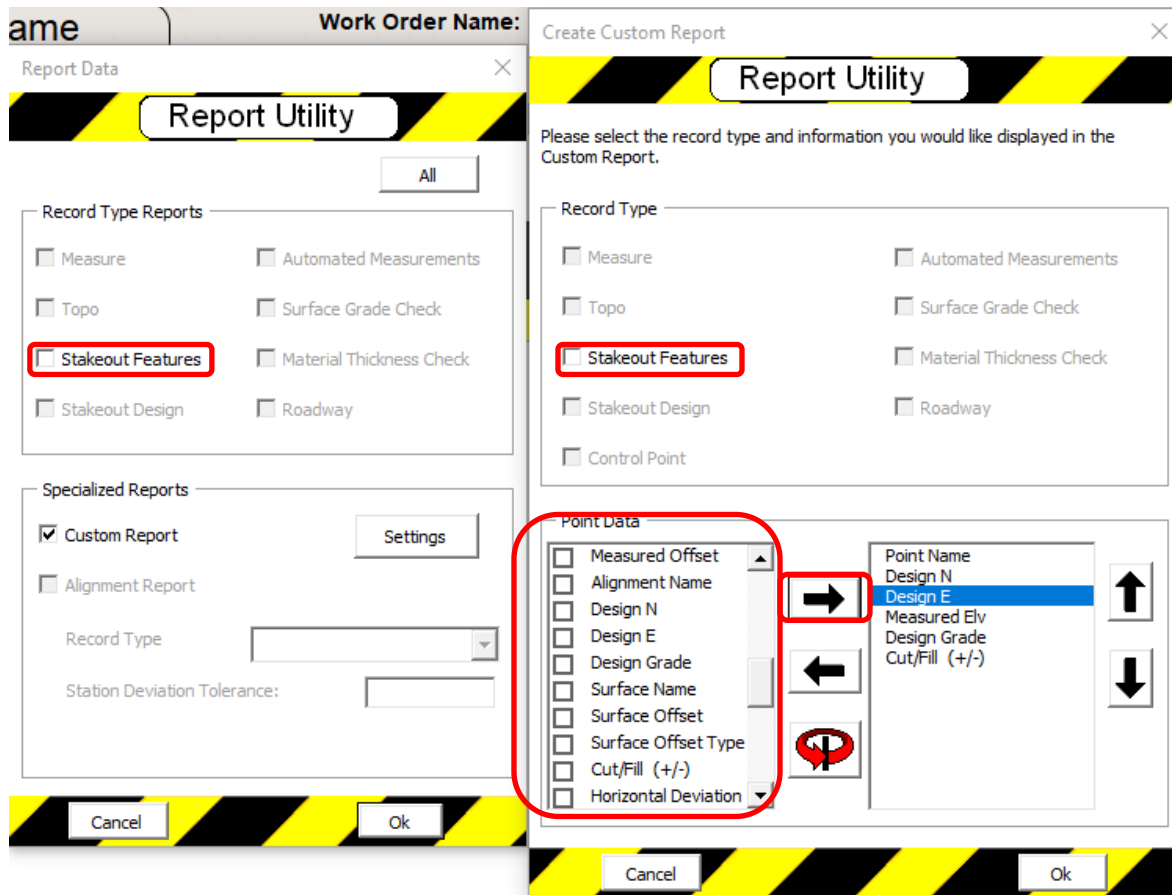 ame
Work Order Name:
Report Data
Report Utility
All
Record Type Reports
Measure
Automated Measurements
Topo
Surface Grade Check
Stakeout Features
Material Thickness Check
Stakeout Design
Roadway
Specialized Reports
Custom Report
Settings
Alignment Report
Record Type
Station Deviation Tolerance:
Cancel
Ok
Create Custom Report
Report Utility
Please select the record type and information you would like displayed in the
Custom Report.
Record Type
Measure
Automated Measurements
Topo
Surface Grade Check
Stakeout Features
Material Thickness Check
Stakeout Design
Roadway
Control Point
Point Data
Measured Offset
Alignment Name
Design N
Design E
Design Grade
Surface Name
Surface Offset
Surface Offset Type
Cut/Fill (+/-)
Horizontal Deviation
Point Name
Design N
Design E
Measured Elv
Design Grade
Cut/Fill (+/-)
Cancel
Ok